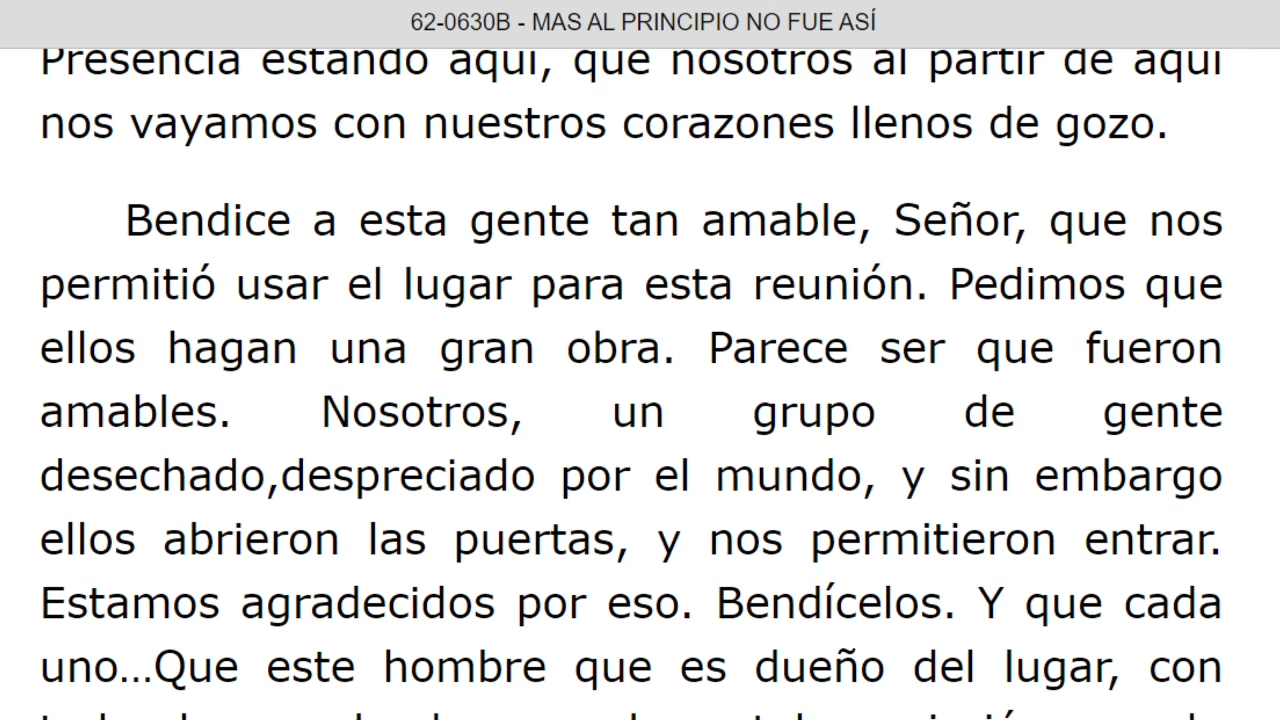 62-0630B - MAS AL PRINCIPIO NO FUE ASÍ
Presencia estando aquí, que nosotros al partir de aquí
nos vayamos con nuestros corazones llenos de gozo.
Bendice a esta gente tan amable, Señor, que nos
permitió usar el lugar para esta reunión. Pedimos que
ellos hagan una gran obra. Parece ser que fueron
amables. Nosotros, un grupo de gente
desechado,despreciado por el mundo, y sin embargo
ellos abrieron las puertas, y nos permitieron entrar.
Estamos agradecidos por eso. Bendícelos. Y que cada
uno...Que este hombre que es dueño del lugar, con